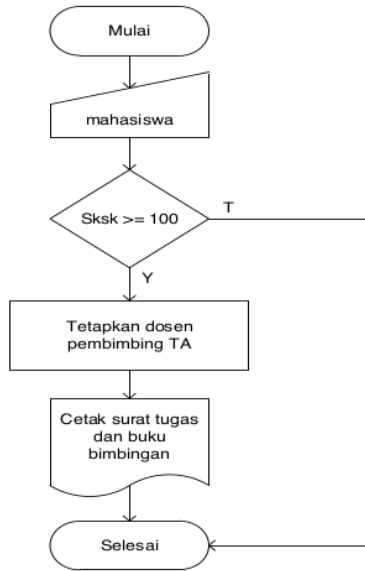 Mulai
mahasiswa
Sksk >= 100
T
Y
Tetapkan dosen
pembimbing TA
Cetak surat tugas
dan buku
bimbingan
Selesai